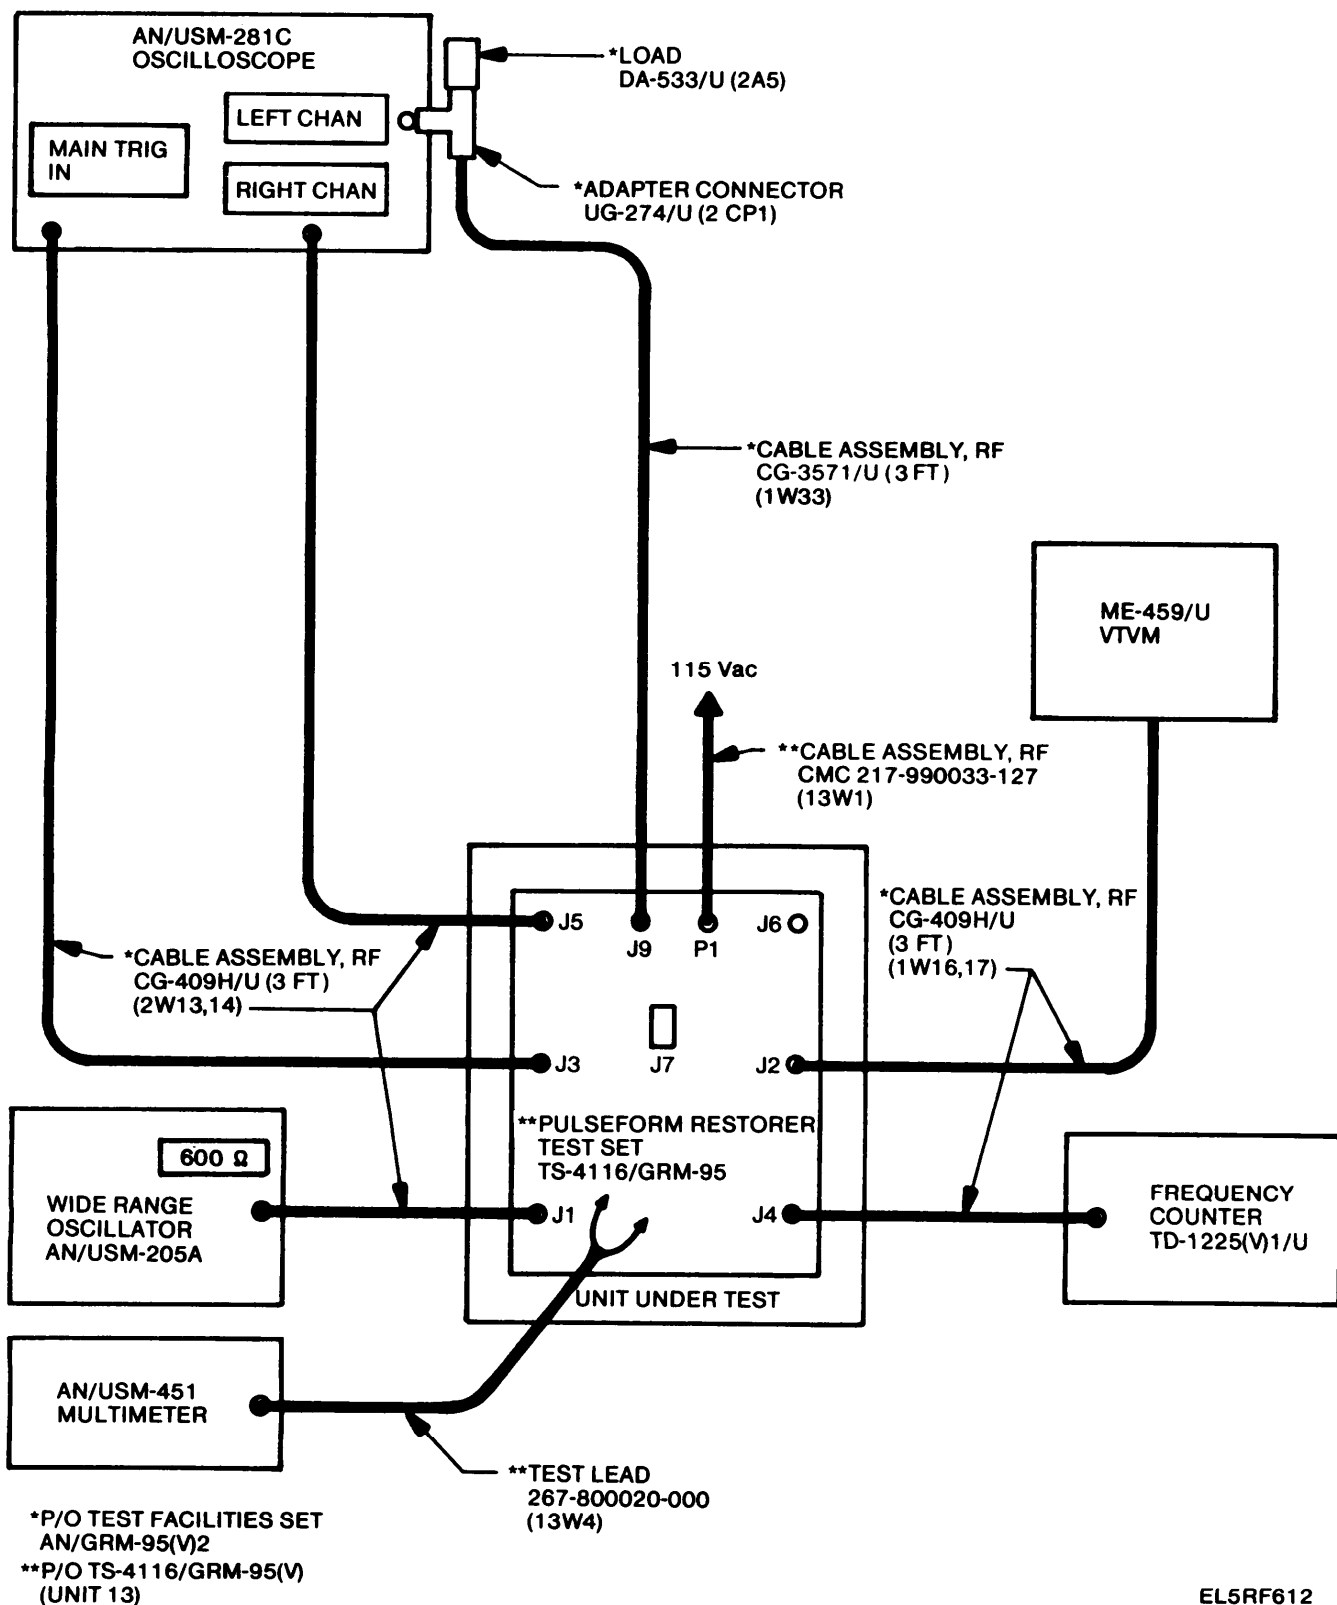 AN/USM-281C
OSCILLOSCOPE
LEFT CHAN
MAIN TRIG
IN
RIGHT CHAN
*LOAD
DA-533/U (2A5)
*ADAPTER CONNECTOR
UG-274/U (2 CP1)
*CABLE ASSEMBLY, RF
CG-3571/U (3 FT)
(1W33)
ME-459/U
VTVM
115 Vac
**CABLE ASSEMBLY, RF
CMC 217-990033-127
(13W1)
*CABLE ASSEMBLY, RF
CG-409H/U
(3 FT)
(1W16,17)
*CABLE ASSEMBLY, RF
CG-409H/U (3 FT)
(2W13,14)
J5
J9
P1
J6
J3
J7
J2
**PULSEFORM RESTORER
TEST SET
TS-4116/GRM-95
J1
J4
UNIT UNDER TEST
600 Ω
WIDE RANGE
OSCILLATOR
AN/USM-205A
FREQUENCY
COUNTER
TD-1225(V)1/U
AN/USM-451
MULTIMETER
**TEST LEAD
267-800020-000
(13W4)
*P/O TEST FACILITIES SET
AN/GRM-95(V)2
**P/O TS-4116/GRM-95(V)
(UNIT 13)
EL5RF612